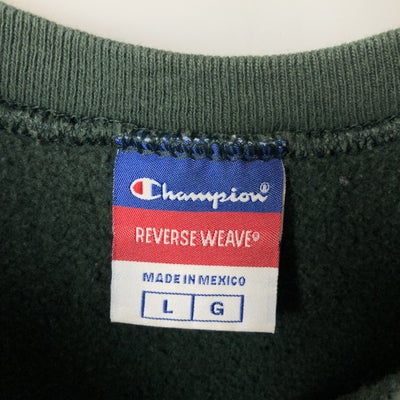 Champion®
REVERSE WEAVE®
MADE IN MEXICO
L G